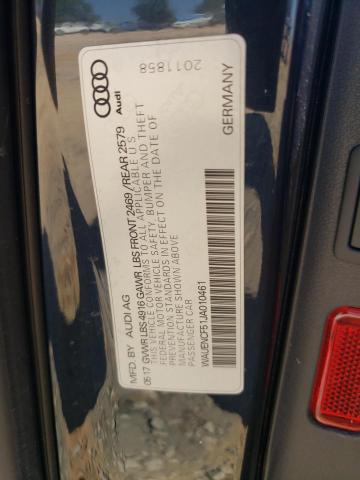 2011858
Audi
MFD. BY AUDI AG
05-17 GVWR LBS 4916 GAWR LBS FRONT 2469 / REAR 2579
THIS VEHICLE CONFORMS TO ALL APPLICABLE U S
FEDERAL MOTOR VEHICLE SAFETY, BUMPER AND THEFT
PREVENTION STANDARDS IN EFFECT ON THE DATE OF
MANUFACTURE SHOWN ABOVE
PASSENGER CAR
WAUENCF51JA010461
GERMANY